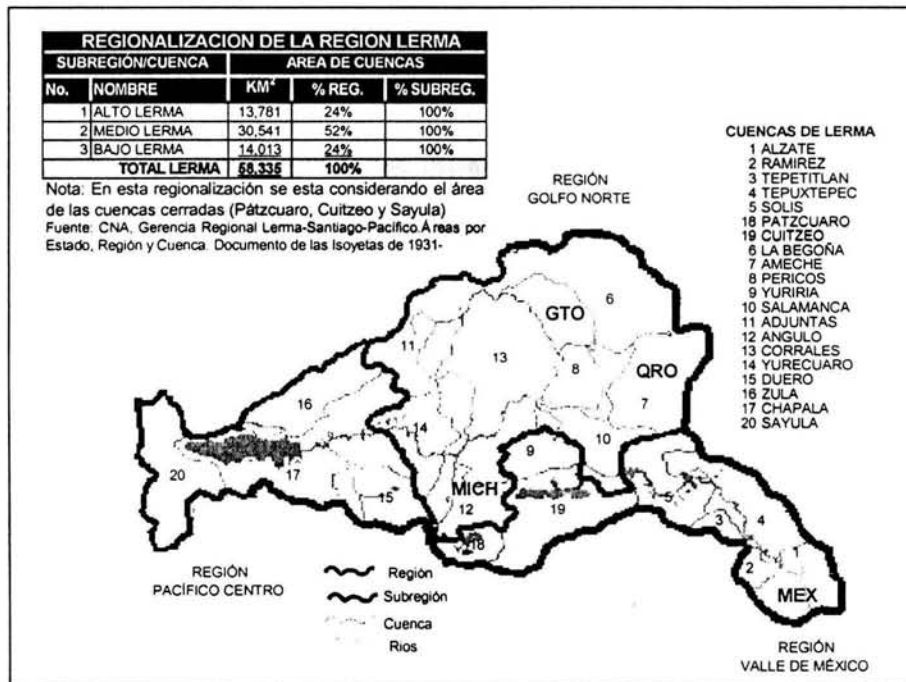 REGIONALIZACION DE LA REGION LERMA
SUBREGIÓN/CUENCA AREA DE CUENCAS
No. NOMBRE KM² % REG. % SUBREG.
1 ALTO LERMA 13,781 24% 100%
2 MEDIO LERMA 30,541 52% 100%
3 BAJO LERMA 14,013 24% 100%
TOTAL LERMA 58,335 100%
Nota: En esta regionalización se esta considerando el área
de las cuencas cerradas (Pátzcuaro, Cuitzeo y Sayula)
Fuente: CNA, Gerencia Regional Lerma-Santiago-Pacífico.Áreas por
Estado, Región y Cuenca. Documento de las Isoyetas de 1931-
REGIÓN
GOLFO NORTE
CUENCAS DE LERMA
1 ALZATE
2 RAMIREZ
3 TEPETITLAN
4 TEPUXTEPEC
5 SOLIS
18 PATZCUARO
19 CUITZEO
6 LA BEGOÑA
7 AMECHE
8 PERICOS
9 YURIRIA
10 SALAMANCA
11 ADJUNTAS
12 ANGULO
13 CORRALES
14 YURECUARO
15 DUERO
16 ZULA
17 CHAPALA
20 SAYULA
6
GTO
11
13
8
QRO
7
16
14
10
9
20
17
MICH
15
12
19
5
3
4
18
1
2
MEX
REGIÓN
PACÍFICO CENTRO
Región
Subregión
Cuenca
Rios
REGIÓN
VALLE DE MÉXICO